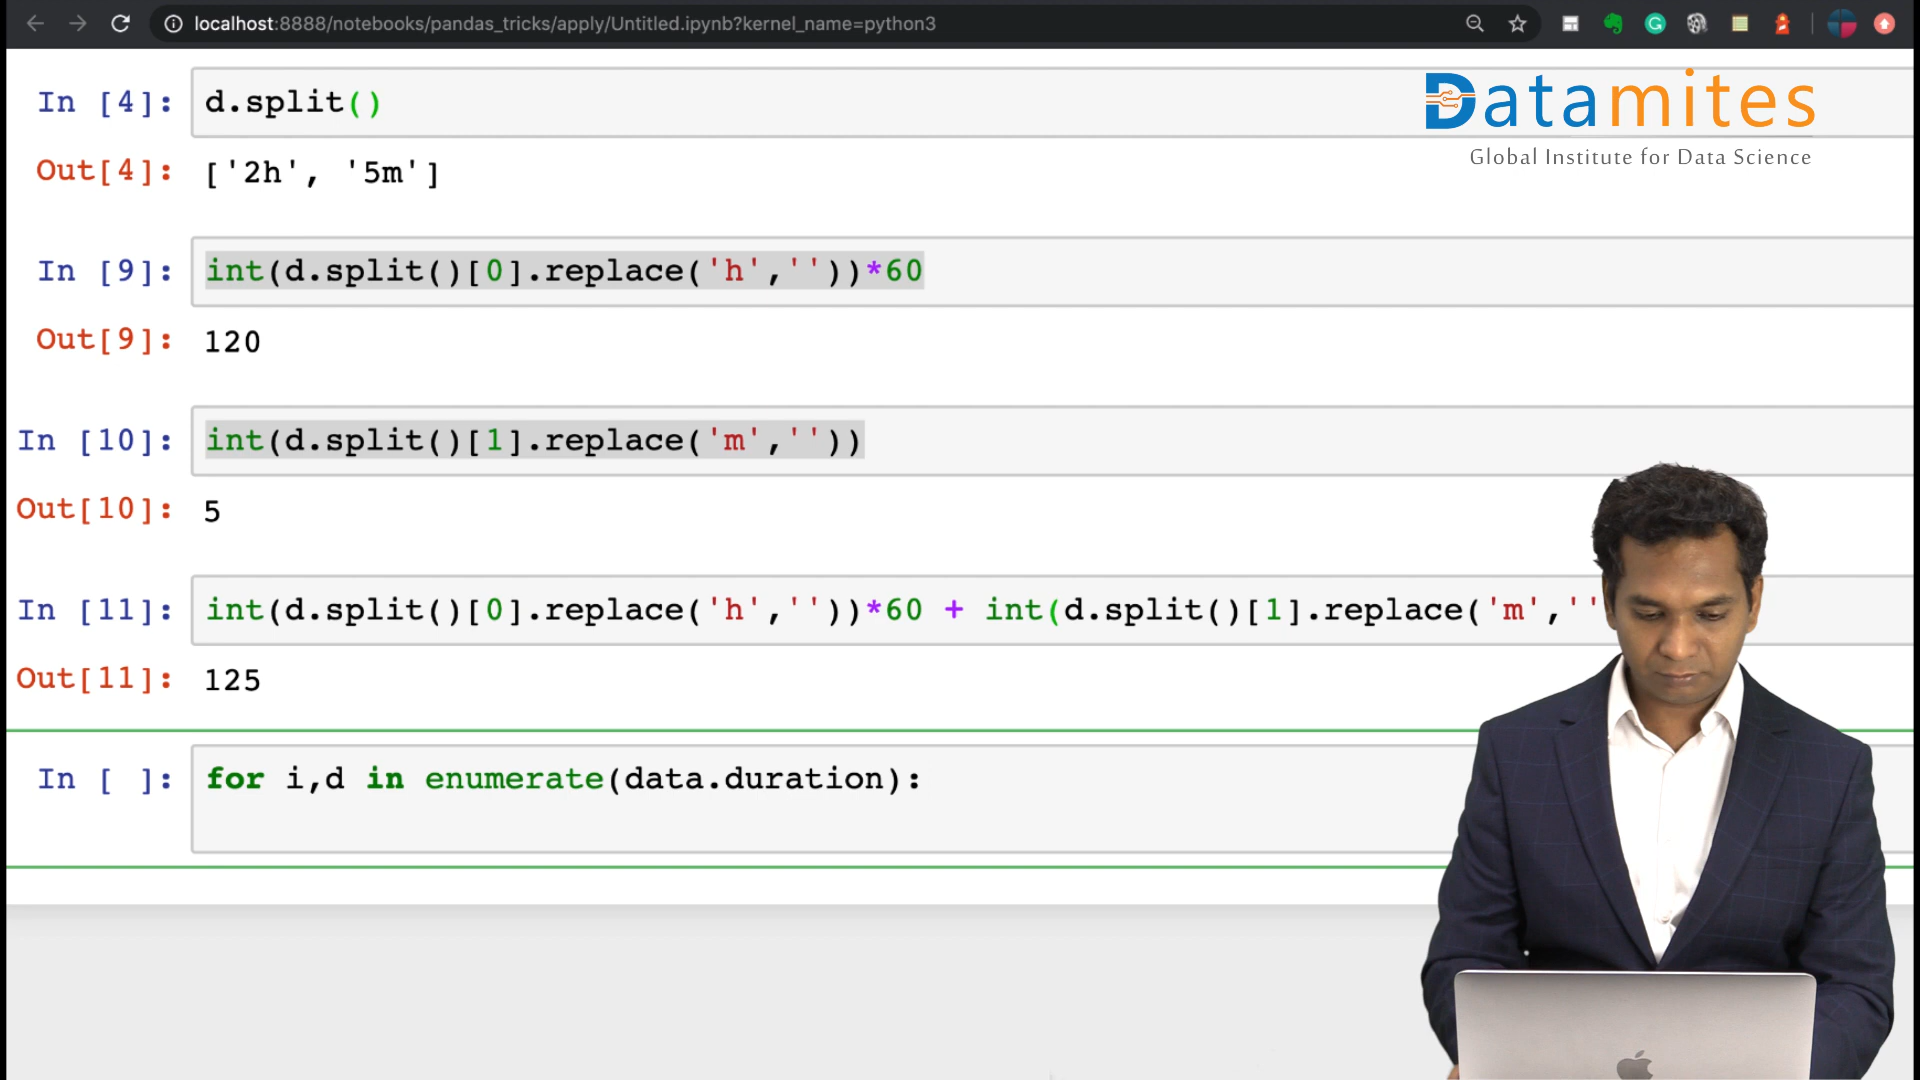 localhost:8888/notebooks/pandas_tricks/apply/Untitled.ipynb?kernel_name=python3
In [4]: d.split()
Datamites
Global Institute for Data Science
Out[4]: ['2h', '5m']
In [9]: int(d.split()[0].replace('h',''))*60
Out[9]: 120
In [10]: int(d.split()[1].replace('m',''))
Out[10]: 5
In [11]: int(d.split()[0].replace('h',''))*60 + int(d.split()[1].replace('m',''
Out[11]: 125
In [ ]: for i,d in enumerate(data.duration):